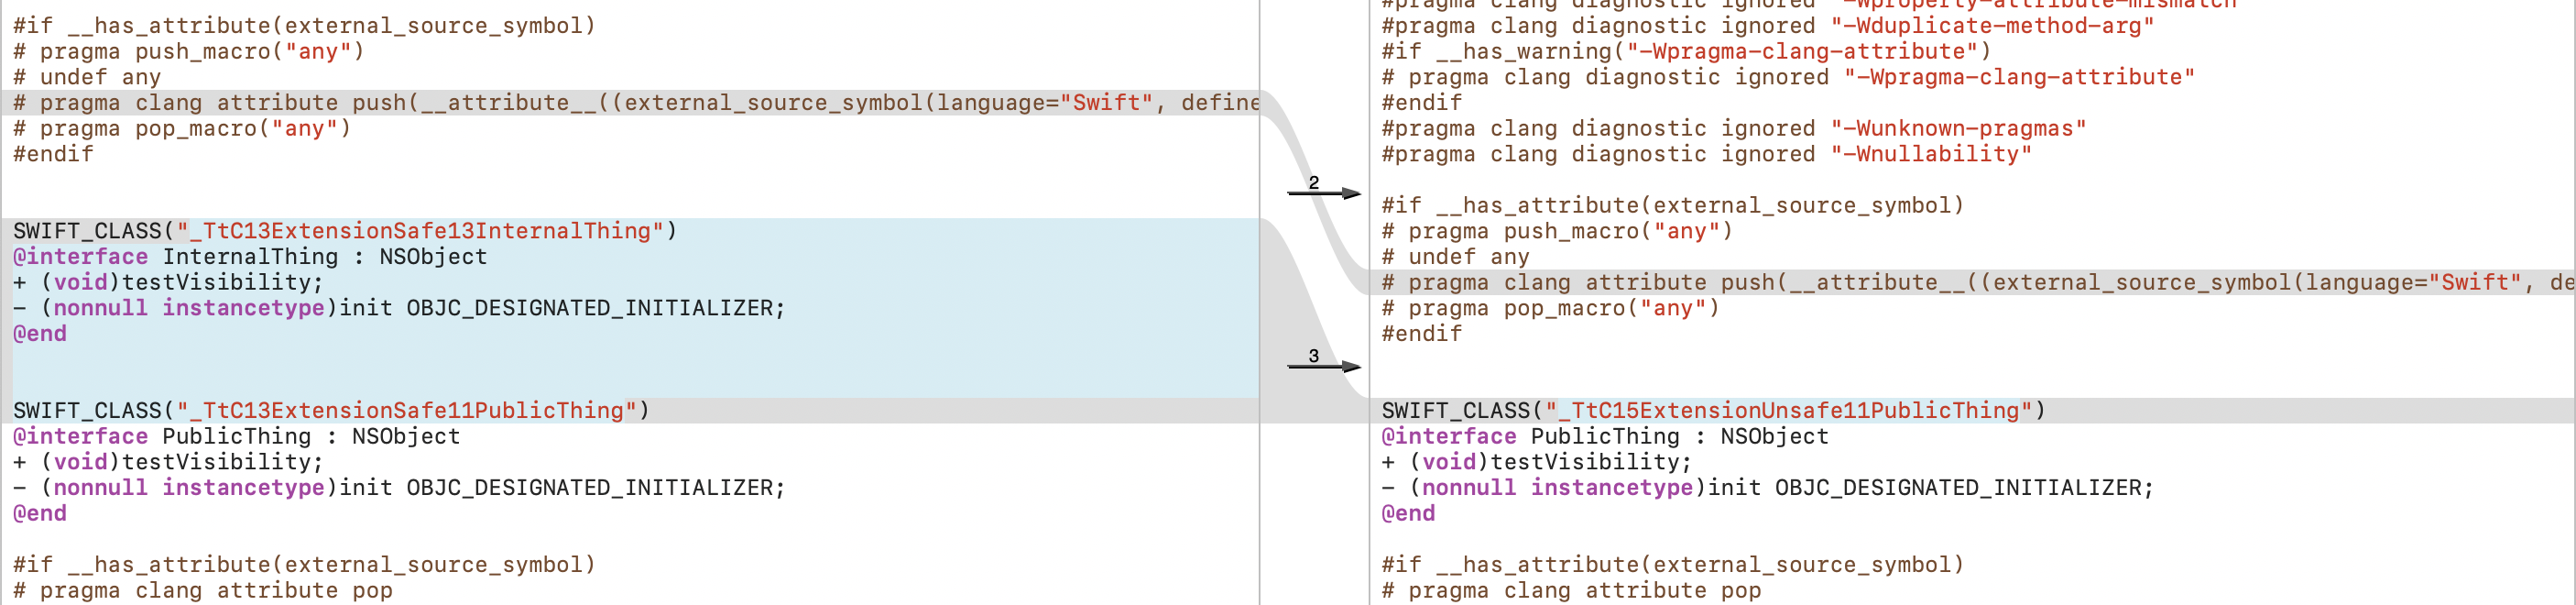 #if __has_attribute(external_source_symbol)
# pragma push_macro("any")
# undef any
# pragma clang attribute push(__attribute__((external_source_symbol(language="Swift", define
# pragma pop_macro("any")
#endif
SWIFT_CLASS("_TtC13ExtensionSafe13InternalThing")
@interface InternalThing : NSObject
+ (void)testVisibility;
- (nonnull instancetype)init OBJC_DESIGNATED_INITIALIZER;
@end
SWIFT_CLASS("_TtC13ExtensionSafe11PublicThing")
@interface PublicThing : NSObject
+ (void)testVisibility;
- (nonnull instancetype)init OBJC_DESIGNATED_INITIALIZER;
@end
#if __has_attribute(external_source_symbol)
# pragma clang attribute pop
2
3
#pragma clang diagnostic ignored "-Wproperty-attribute-mismatch"
#pragma clang diagnostic ignored "-Wduplicate-method-arg"
#if __has_warning("-Wpragma-clang-attribute")
# pragma clang diagnostic ignored "-Wpragma-clang-attribute"
#endif
#pragma clang diagnostic ignored "-Wunknown-pragmas"
#pragma clang diagnostic ignored "-Wnullability"
#if __has_attribute(external_source_symbol)
# pragma push_macro("any")
# undef any
# pragma clang attribute push(__attribute__((external_source_symbol(language="Swift", de
# pragma pop_macro("any")
#endif
SWIFT_CLASS("_TtC15ExtensionUnsafe11PublicThing")
@interface PublicThing : NSObject
+ (void)testVisibility;
- (nonnull instancetype)init OBJC_DESIGNATED_INITIALIZER;
@end
#if __has_attribute(external_source_symbol)
# pragma clang attribute pop